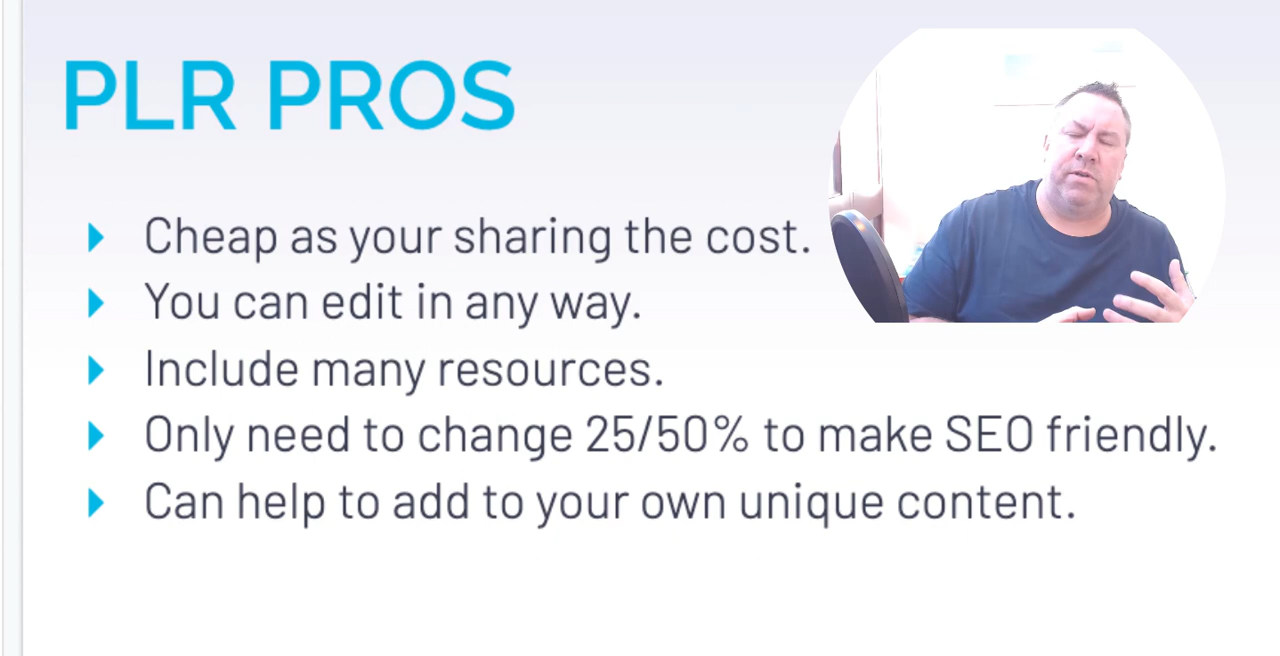 PLR PROS
Cheap as your sharing the cost.
You can edit in any way.
Include many resources.
Only need to change 25/50% to make SEO friendly.
Can help to add to your own unique content.